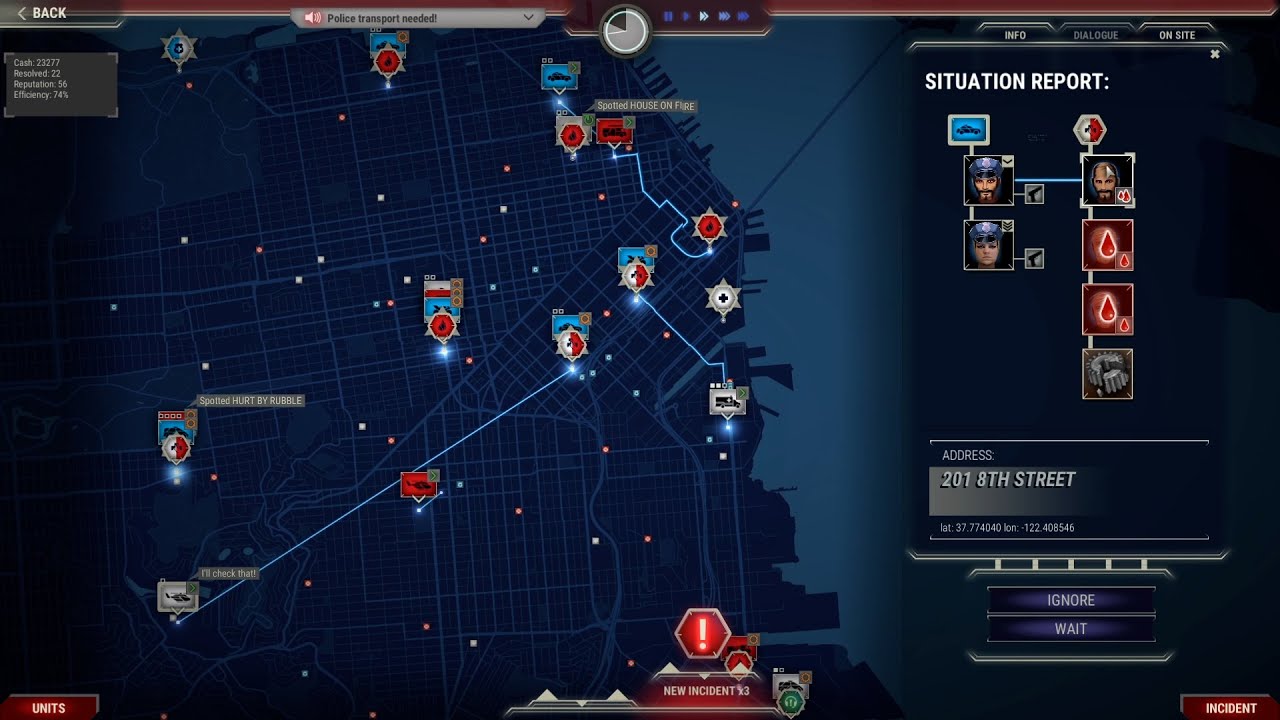 BACK
Police transport needed!
Cash: 23277
Resolved: 22
Reputation: 56
Efficiency: 74%
Spotted HOUSE ON FIRE
Spotted HURT BY RUBBLE
I'll check that!
NEW INCIDENT x3
UNITS
INFO
DIALOGUE
ON SITE
SITUATION REPORT:
ADDRESS:
201 8TH STREET
lat: 37.774040 lon: -122.408546
IGNORE
WAIT
INCIDENT